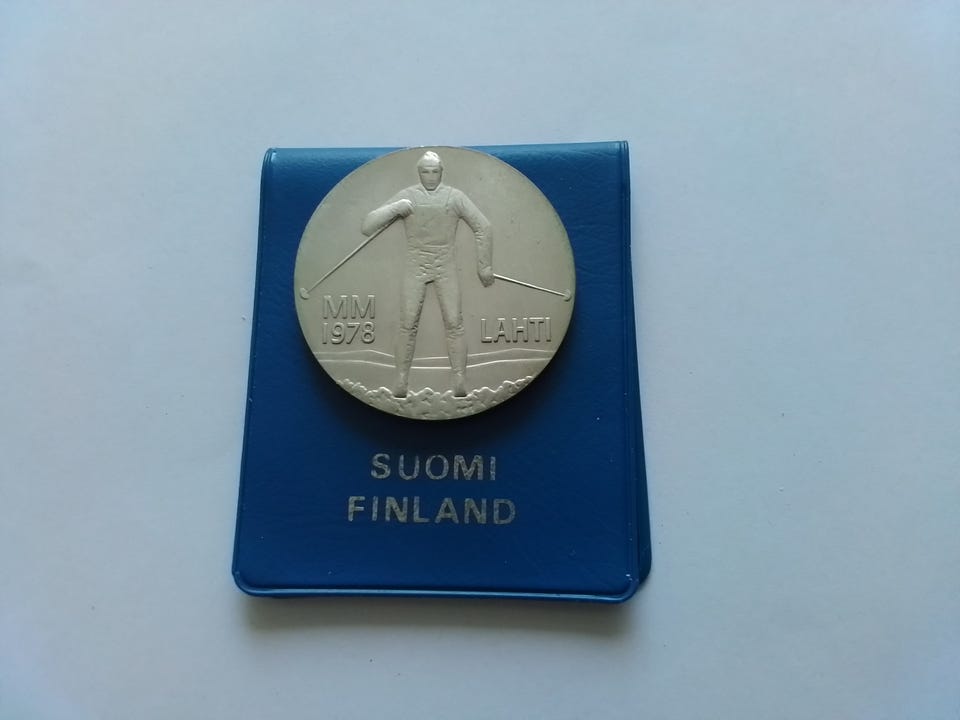 MM
1978
LAHTI
SUOMI
FINLAND